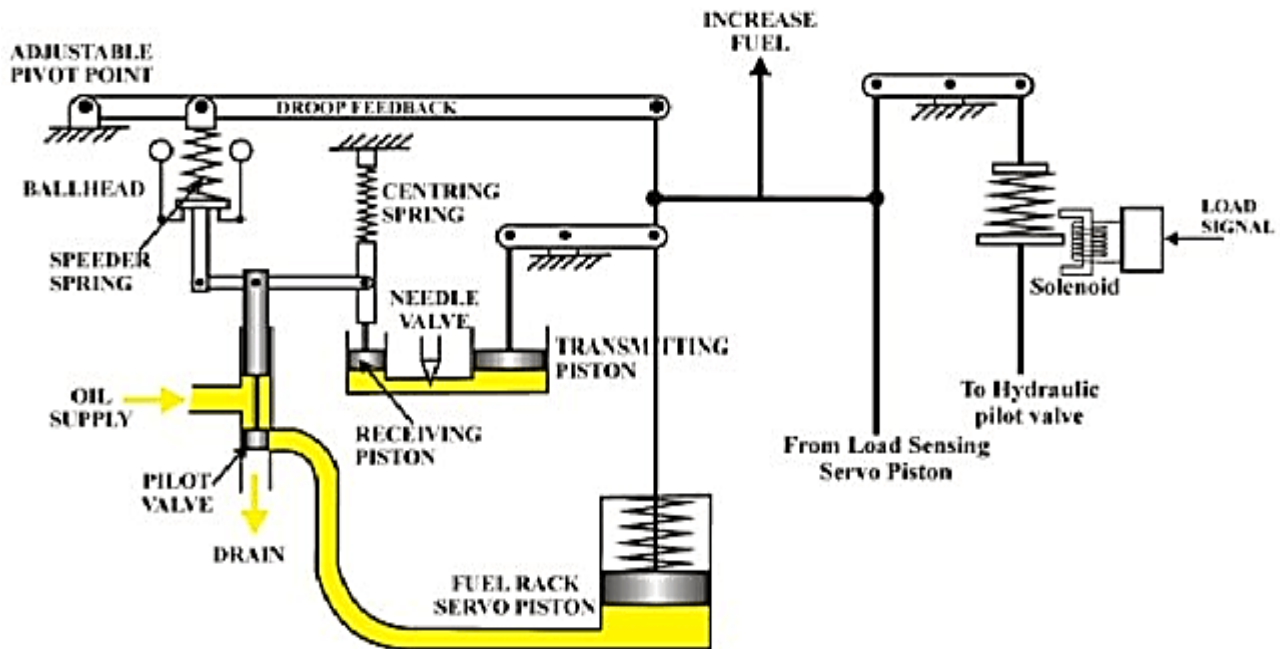 INCREASE
FUEL
ADJUSTABLE
PIVOT POINT
DROOP FEEDBACK
BALLHEAD
CENTRING
SPRING
SPEEDER
SPRING
LOAD
SIGNAL
Solenoid
NEEDLE
VALVE
TRANSMITTING
PISTON
OIL
SUPPLY
RECEIVING
PISTON
To Hydraulic
pilot valve
From Load Sensing
Servo Piston
PILOT
VALVE
DRAIN
FUEL RACK
SERVO PISTON